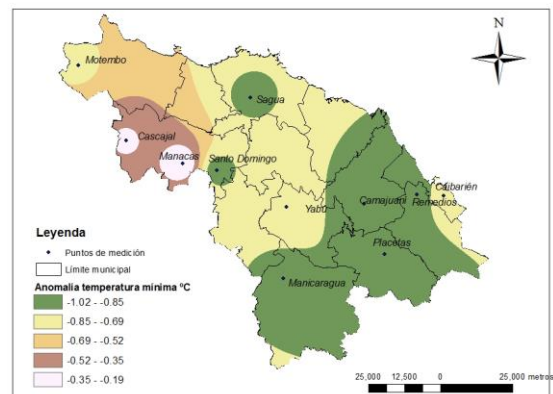 N
Motembo
Sagua
Cascajal
Manacas
Santo Domingo
Caibarién
Camajuaní
Remedios
Yabú
Placetas
Manicaragua
Leyenda
Puntos de medición
Límite municipal
Anomalía temperatura mínima ºC
-1.02 - -0.85
-0.85 - -0.69
-0.69 - -0.52
-0.52 - -0.35
-0.35 - -0.19
25,000 12,500 0 25,000 metros